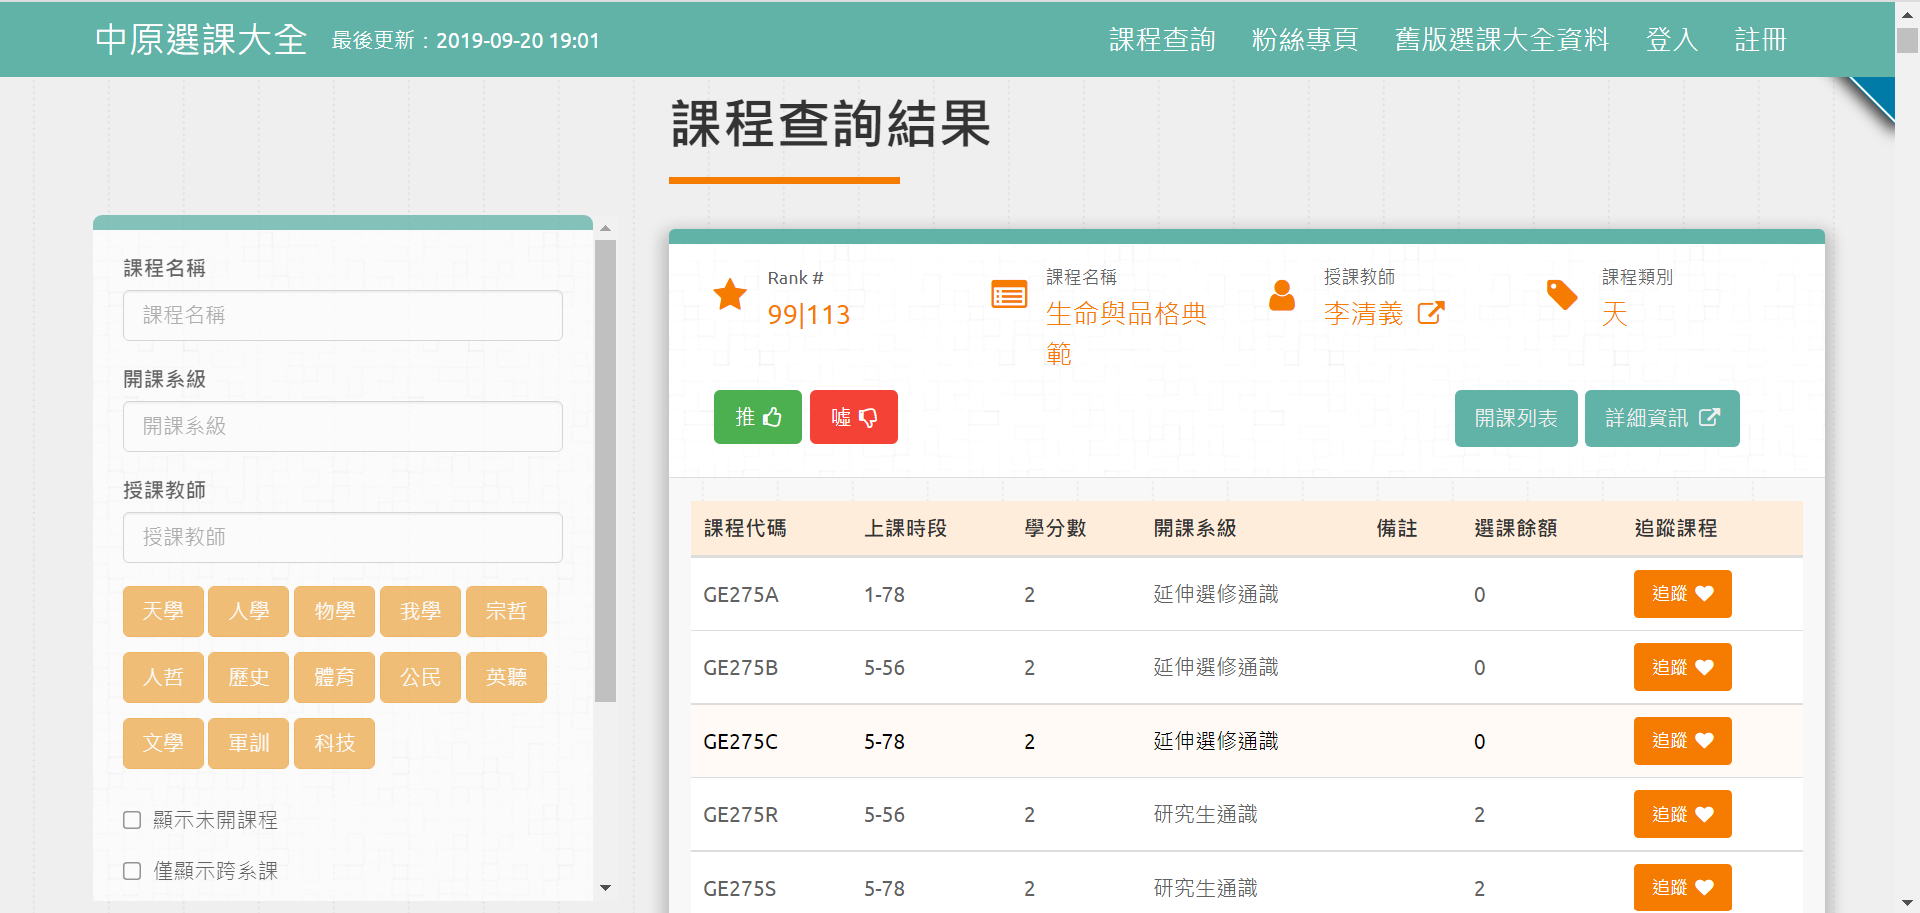 中原選課大全 最後更新：2019-09-20 19:01 課程查詢 粉絲專頁 舊版選課大全資料 登入 註冊
課程查詢結果
課程名稱
課程名稱
開課系級
開課系級
授課教師
授課教師
天學 人學 物學 我學 宗哲
人哲 歷史 體育 公民 英聽
文學 軍訓 科技
顯示未開課程
僅顯示跨系課
Rank #
99|113
課程名稱
生命與品格典
範
授課教師
李清義
課程類別
天
推 噓 開課列表 詳細資訊
課程代碼 上課時段 學分數 開課系級 備註 選課餘額 追蹤課程
GE275A 1-78 2 延伸選修通識 0 追蹤
GE275B 5-56 2 延伸選修通識 0 追蹤
GE275C 5-78 2 延伸選修通識 0 追蹤
GE275R 5-56 2 研究生通識 2 追蹤
GE275S 5-78 2 研究生通識 2 追蹤